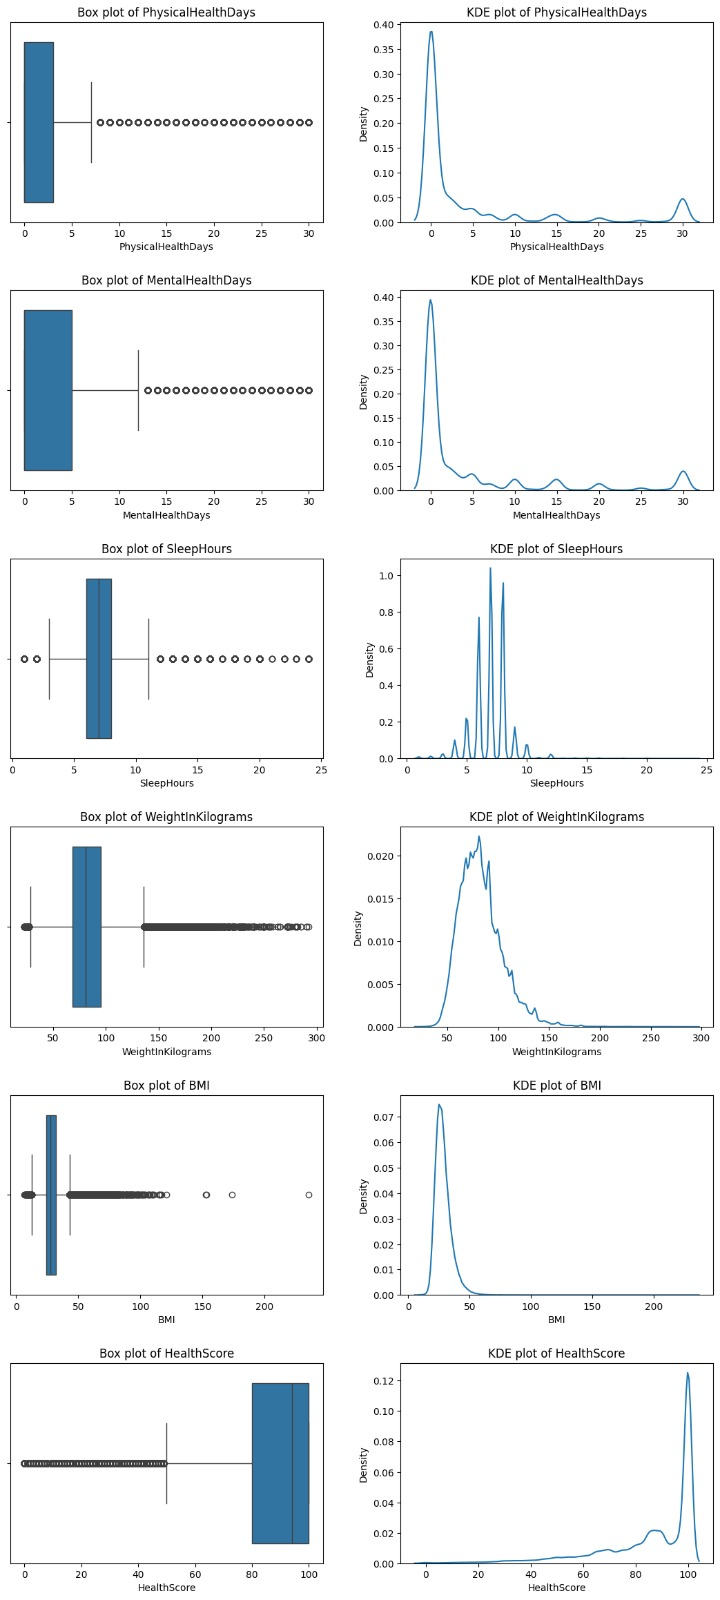 Box plot of PhysicalHealthDays
0 5 10 15 20 25 30
PhysicalHealthDays
KDE plot of PhysicalHealthDays
0.40
0.35
0.30
0.25
0.20
0.15
0.10
0.05
0.00
Density
0 5 10 15 20 25 30
PhysicalHealthDays
Box plot of MentalHealthDays
0 5 10 15 20 25 30
MentalHealthDays
KDE plot of MentalHealthDays
0.40
0.35
0.30
0.25
0.20
0.15
0.10
0.05
0.00
Density
0 5 10 15 20 25 30
MentalHealthDays
Box plot of SleepHours
0 5 10 15 20 25
SleepHours
KDE plot of SleepHours
1.0
0.8
0.6
0.4
0.2
0.0
Density
0 5 10 15 20 25
SleepHours
Box plot of WeightInKilograms
50 100 150 200 250 300
WeightInKilograms
KDE plot of WeightInKilograms
0.020
0.015
0.010
0.005
0.000
Density
50 100 150 200 250 300
WeightInKilograms
Box plot of BMI
0 50 100 150 200
BMI
KDE plot of BMI
0.07
0.06
0.05
0.04
0.03
0.02
0.01
0.00
Density
0 50 100 150 200
BMI
Box plot of HealthScore
0 20 40 60 80 100
HealthScore
KDE plot of HealthScore
0.12
0.10
0.08
0.06
0.04
0.02
0.00
Density
0 20 40 60 80 100
HealthScore